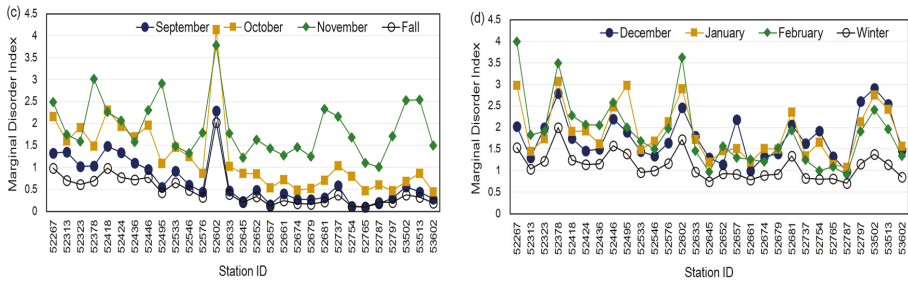 (c)
September October November Fall
Marginal Disorder Index
4.5
4
3.5
3
2.5
2
1.5
1
0.5
0
52267 52313 52323 52378 52418 52424 52436 52446 52495 52533 52546 52576 52602 52633 52645 52652 52657 52661 52674 52679 52681 52737 52754 52765 52787 52797 53502 53513 53602
Station ID
(d)
December January February Winter
Marginal Disorder Index
4.5
4
3.5
3
2.5
2
1.5
1
0.5
0
52267 52313 52323 52378 52418 52424 52436 52446 52495 52533 52546 52576 52602 52633 52645 52652 52657 52661 52674 52679 52681 52737 52754 52765 52787 52797 53502 53513 53602
Station ID